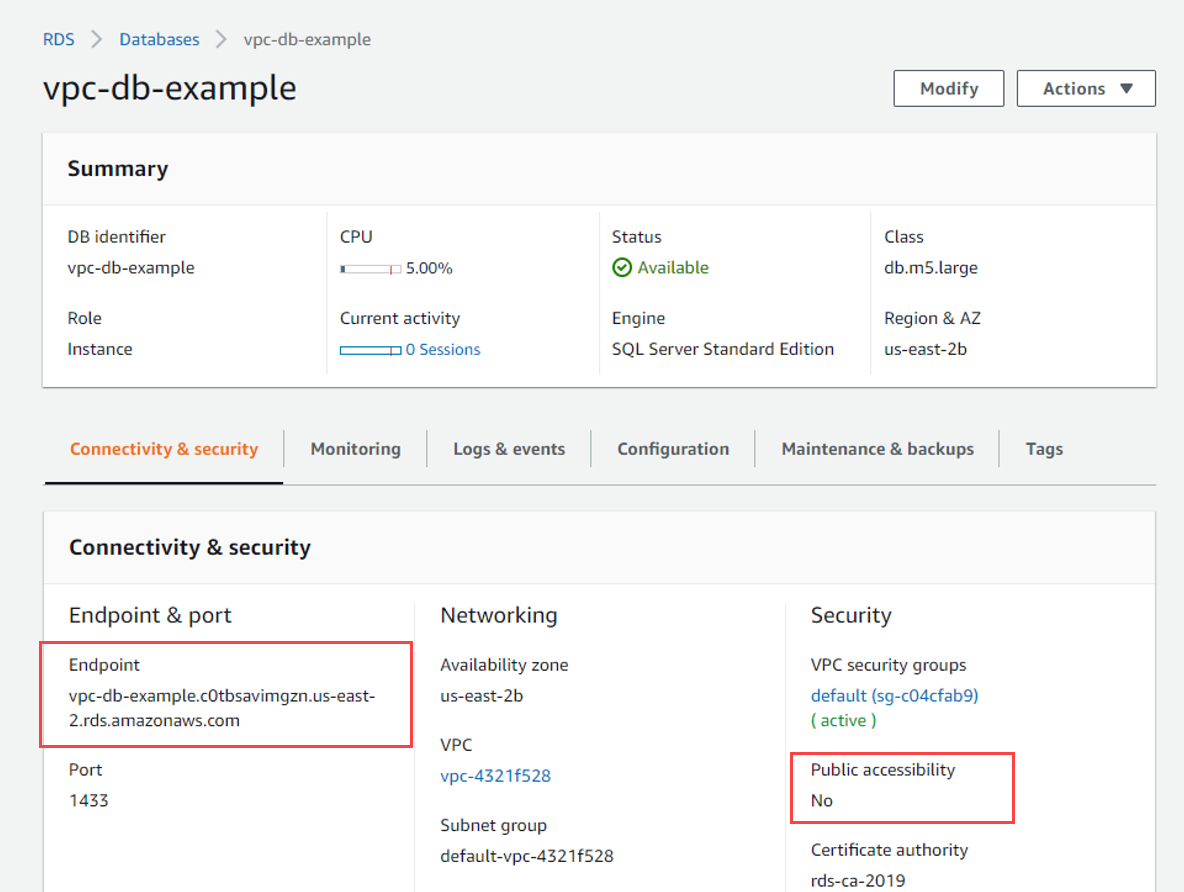 RDS > Databases > vpc-db-example
vpc-db-example
Modify
Actions ▼
Summary
DB identifier
vpc-db-example
CPU
5.00%
Status
Available
Class
db.m5.large
Role
Instance
Current activity
0 Sessions
Engine
SQL Server Standard Edition
Region & AZ
us-east-2b
Connectivity & security
Monitoring
Logs & events
Configuration
Maintenance & backups
Tags
Connectivity & security
Endpoint & port
Endpoint
vpc-db-example.c0tbsavimgzn.us-east-
2.rds.amazonaws.com
Port
1433
Networking
Availability zone
us-east-2b
VPC
vpc-4321f528
Subnet group
default-vpc-4321f528
Security
VPC security groups
default (sg-c04cfab9)
( active )
Public accessibility
No
Certificate authority
rds-ca-2019